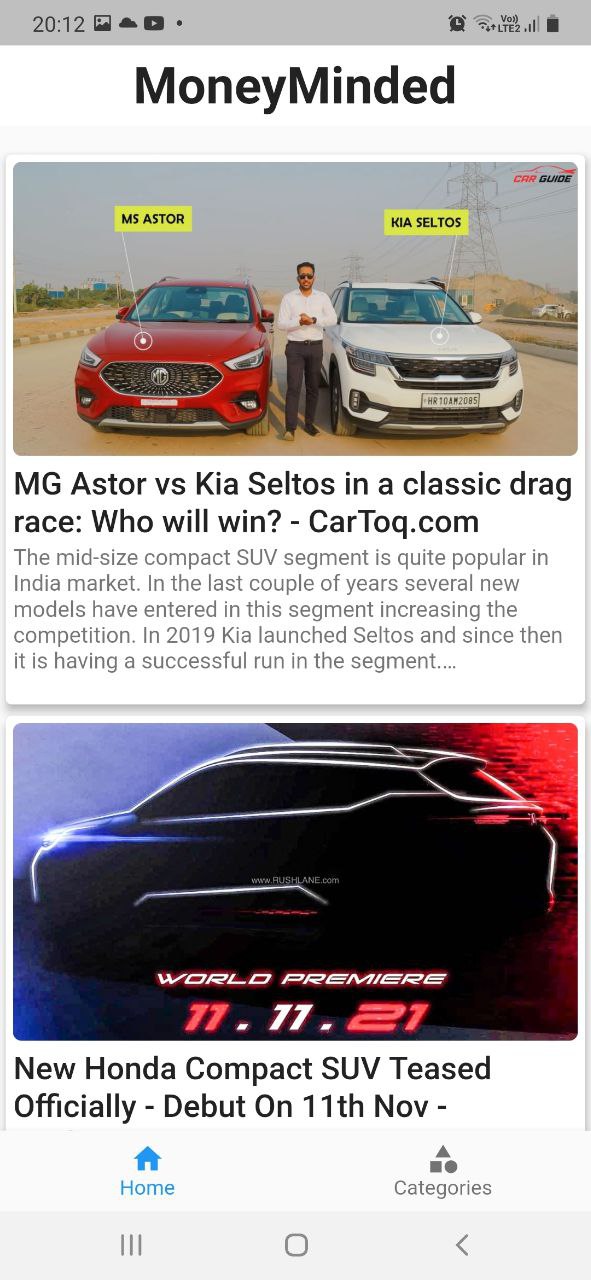 20:12
Vo))
LTE2
MoneyMinded
CAR GUIDE
MS ASTOR
KIA SELTOS
MG
HR10AM2085
MG Astor vs Kia Seltos in a classic drag
race: Who will win? - CarToq.com
The mid-size compact SUV segment is quite popular in
India market. In the last couple of years several new
models have entered in this segment increasing the
competition. In 2019 Kia launched Seltos and since then
it is having a successful run in the segment....
www.RUSHLANE.com
WORLD PREMIERE
11 . 11 . 21
New Honda Compact SUV Teased
Officially - Debut On 11th Nov -
Home
Categories